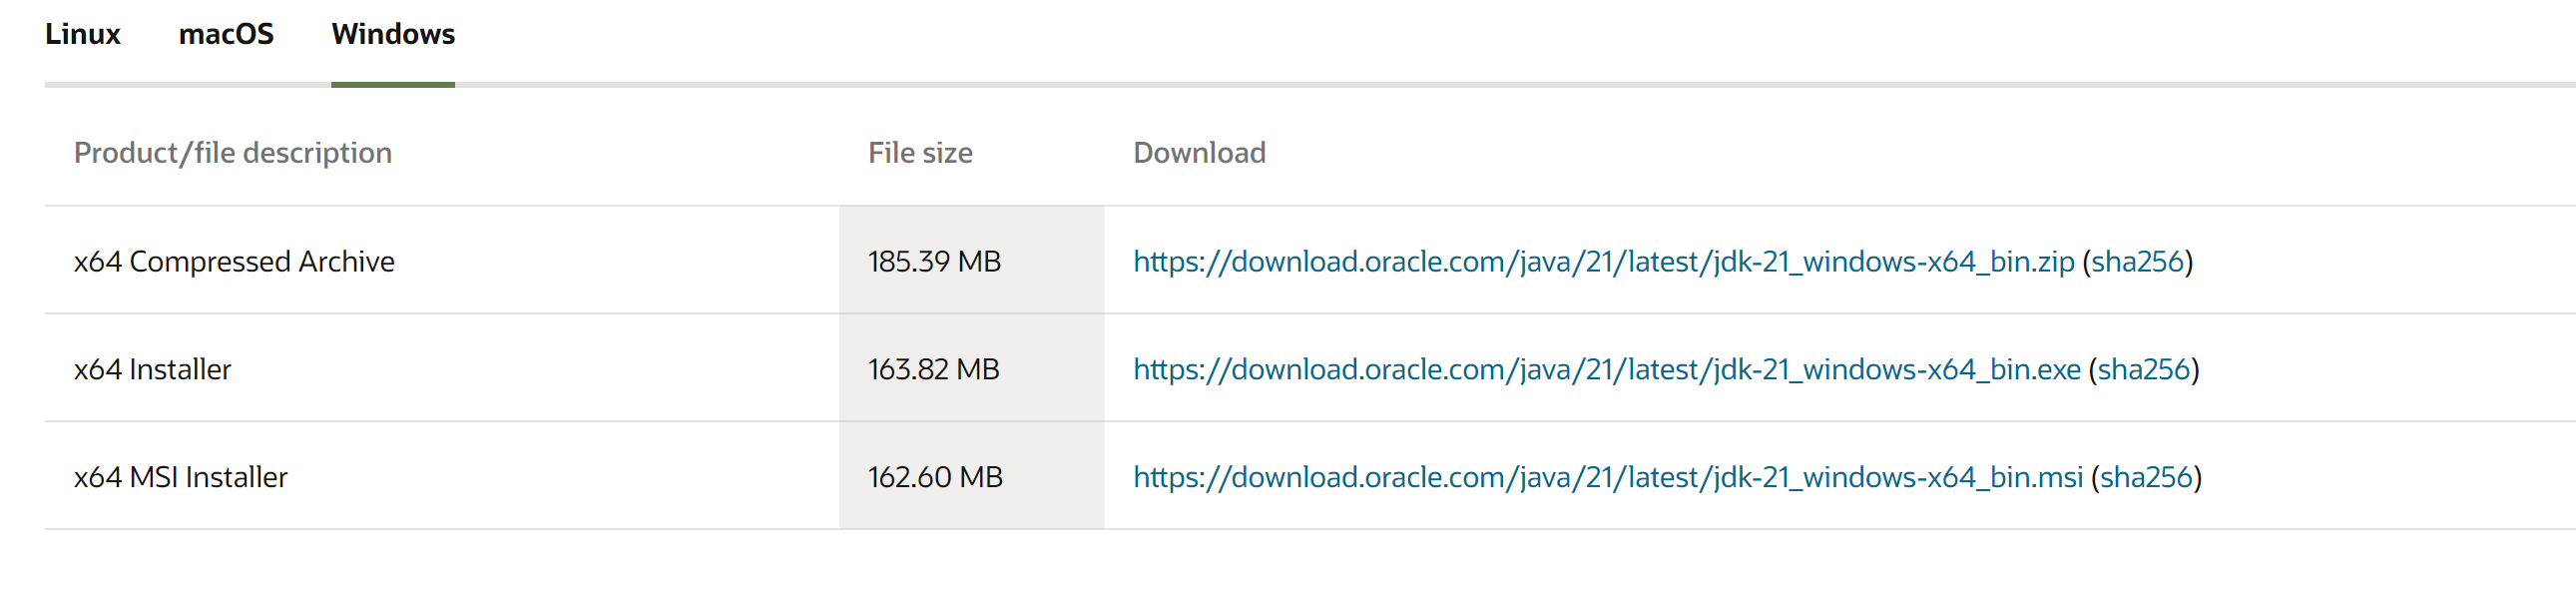 Linux macOS Windows
Product/file description File size Download
x64 Compressed Archive 185.39 MB https://download.oracle.com/java/21/latest/jdk-21_windows-x64_bin.zip (sha256)
x64 Installer 163.82 MB https://download.oracle.com/java/21/latest/jdk-21_windows-x64_bin.exe (sha256)
x64 MSI Installer 162.60 MB https://download.oracle.com/java/21/latest/jdk-21_windows-x64_bin.msi (sha256)